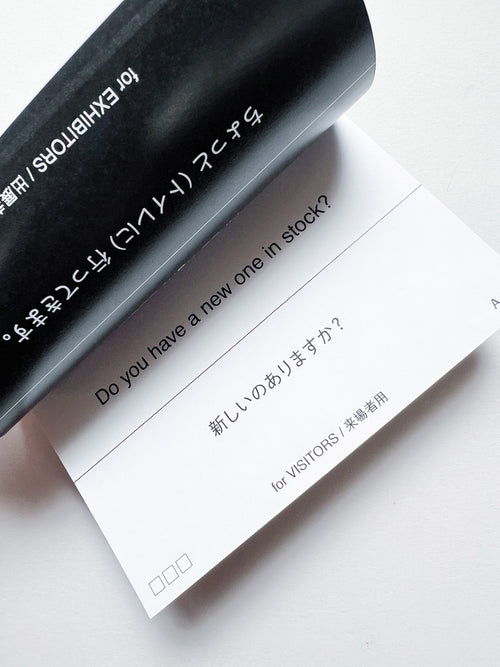 for EXHIBITORS / 出展
ちょっと（トイレに）行ってきます。
Do you have a new one in stock?
新しいのありますか？
for VISITORS / 来場者用
A